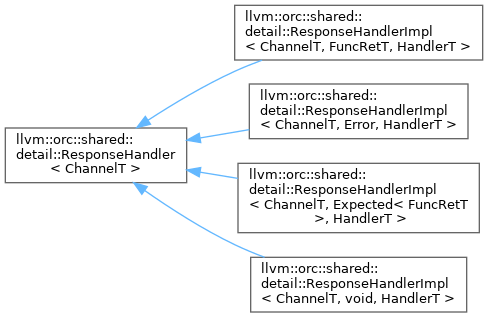 llvm::orc::shared::
detail::ResponseHandlerImpl
< ChannelT, FuncRetT, HandlerT >
llvm::orc::shared::
detail::ResponseHandlerImpl
< ChannelT, Error, HandlerT >
llvm::orc::shared::
detail::ResponseHandler
< ChannelT >
llvm::orc::shared::
detail::ResponseHandlerImpl
< ChannelT, Expected< FuncRetT
>, HandlerT >
llvm::orc::shared::
detail::ResponseHandlerImpl
< ChannelT, void, HandlerT >